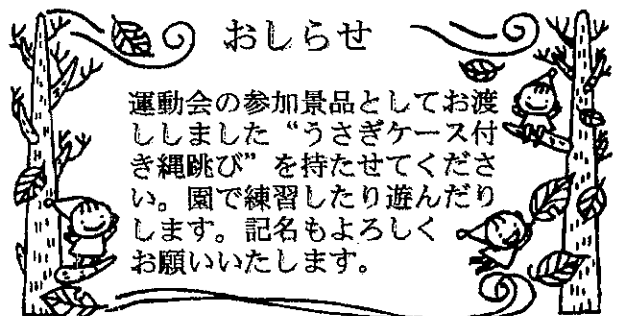 おしらせ
運動会の参加景品としてお渡
ししました“うさぎケース付
き縄跳び”を持たせてくださ
い。園で練習したり遊んだり
します。記名もよろしく
お願いいたします。